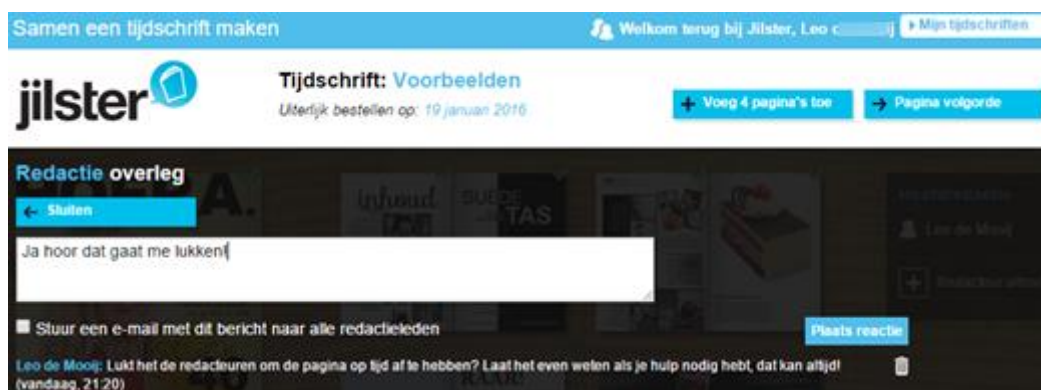 Samen een tijdschrift maken
Welkom terug bij Jilster, Leo
Mijn tijdschriften
jilster
Tijdschrift: Voorbeelden
Uiterlijk bestellen op: 19 januari 2016
+ Voeg 4 pagina's toe
→ Pagina volgorde
Redactie overleg
← Sluiten
inhoud
SUEDE
TAS
Leo de Mooij
Ja hoor dat gaat me lukken!
Stuur een e-mail met dit bericht naar alle redactieleden
Plaats reactie
Leo de Mooij: Lukt het de redacteuren om de pagina op tijd af te hebben? Laat het even weten als je hulp nodig hebt, dat kan altijd!
(vandaag, 21:20)